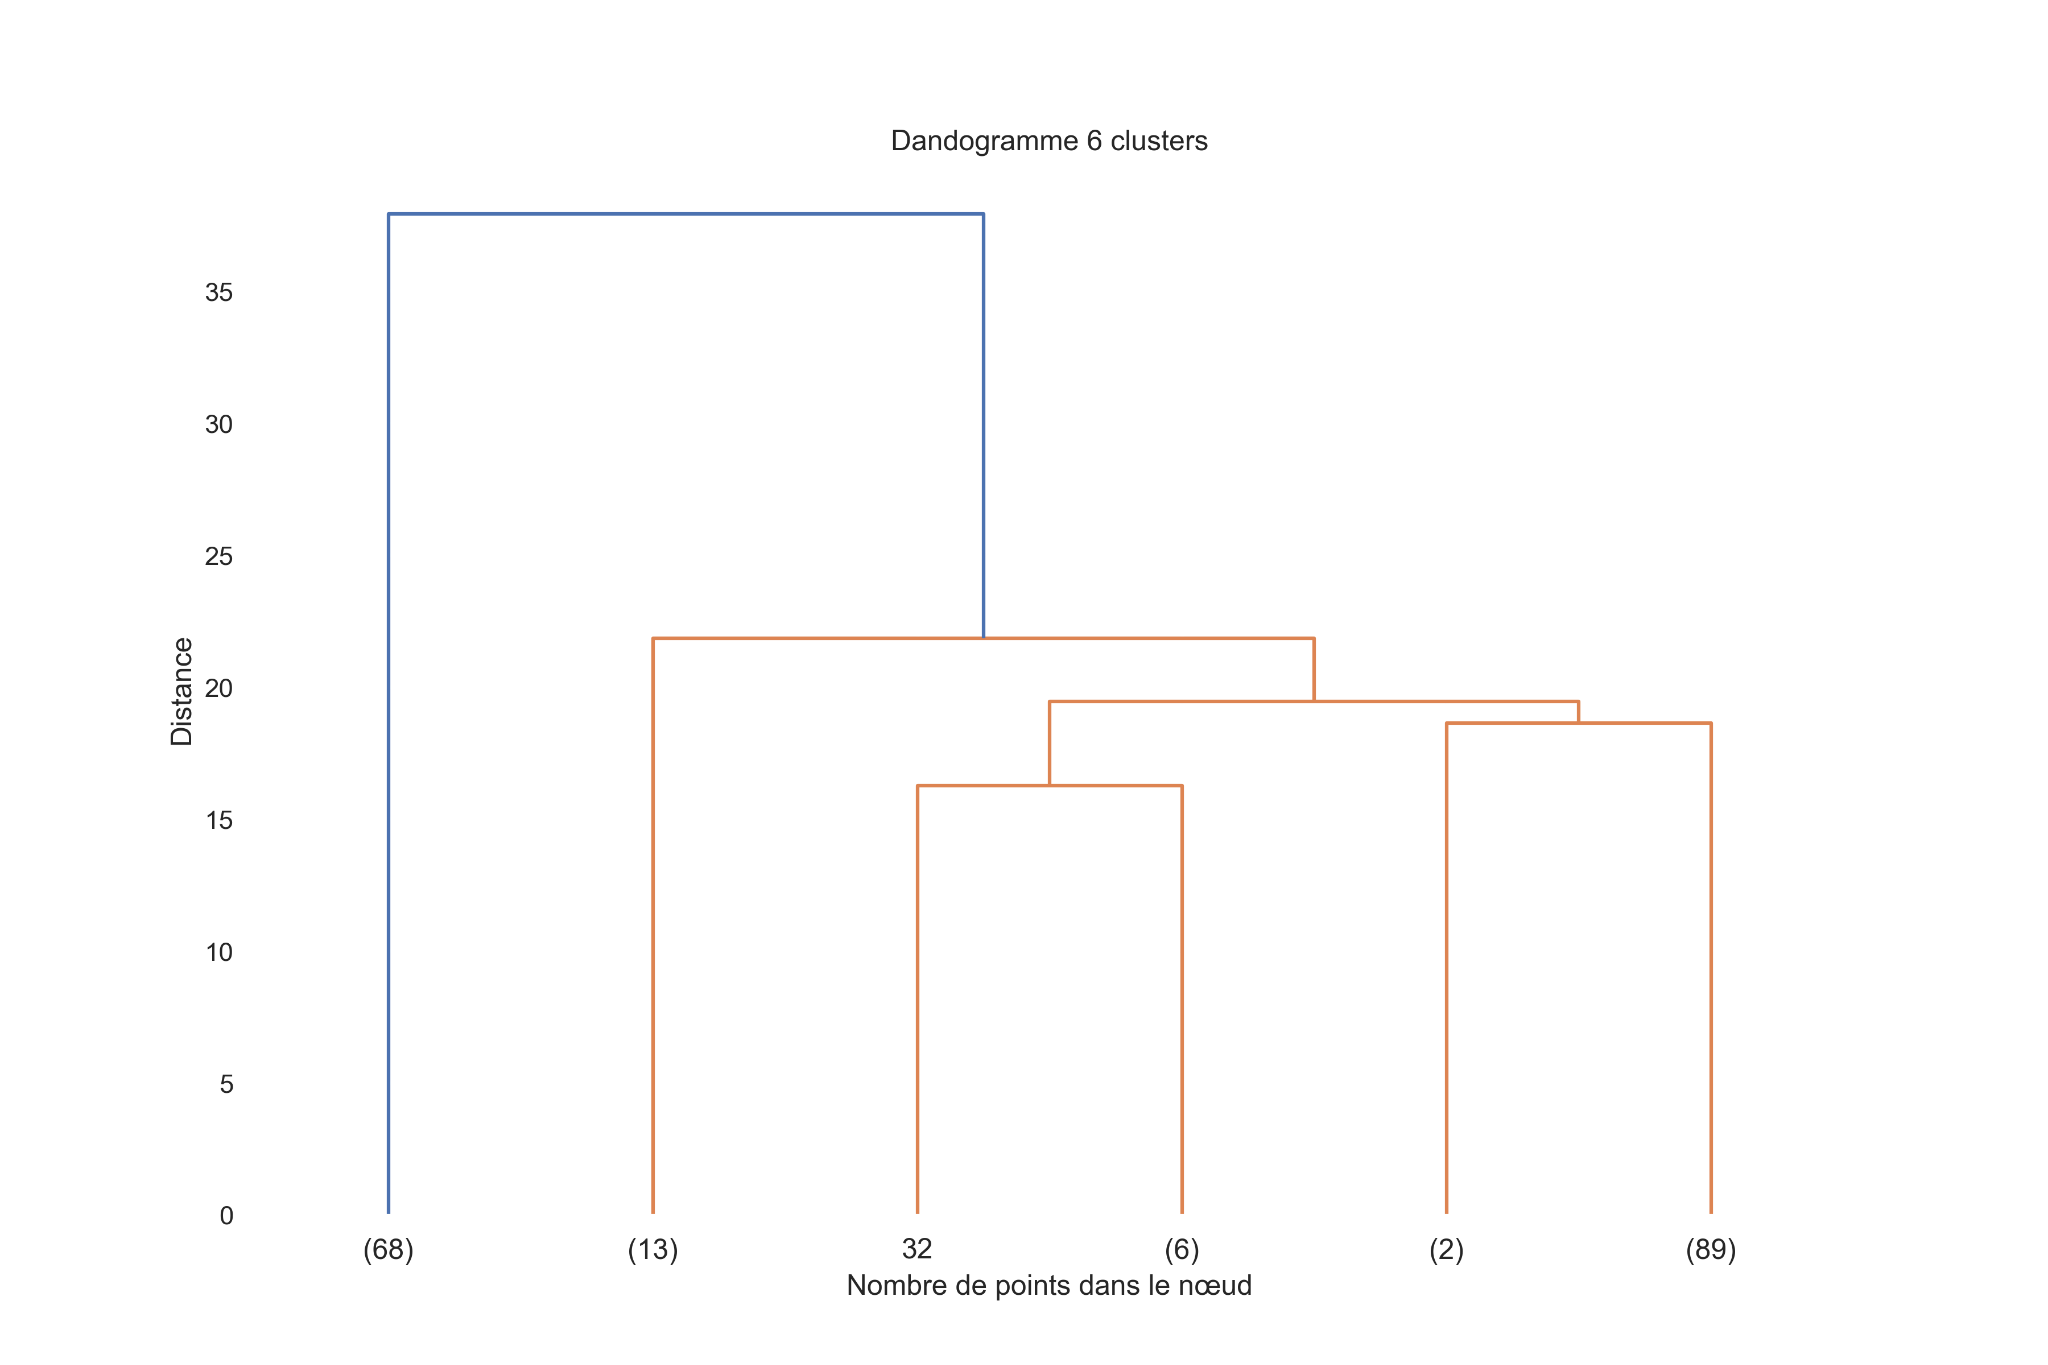 Dandogramme 6 clusters
35
30
25
20
15
10
5
0
Distance
(68) (13) 32 (6) (2) (89)
Nombre de points dans le nœud